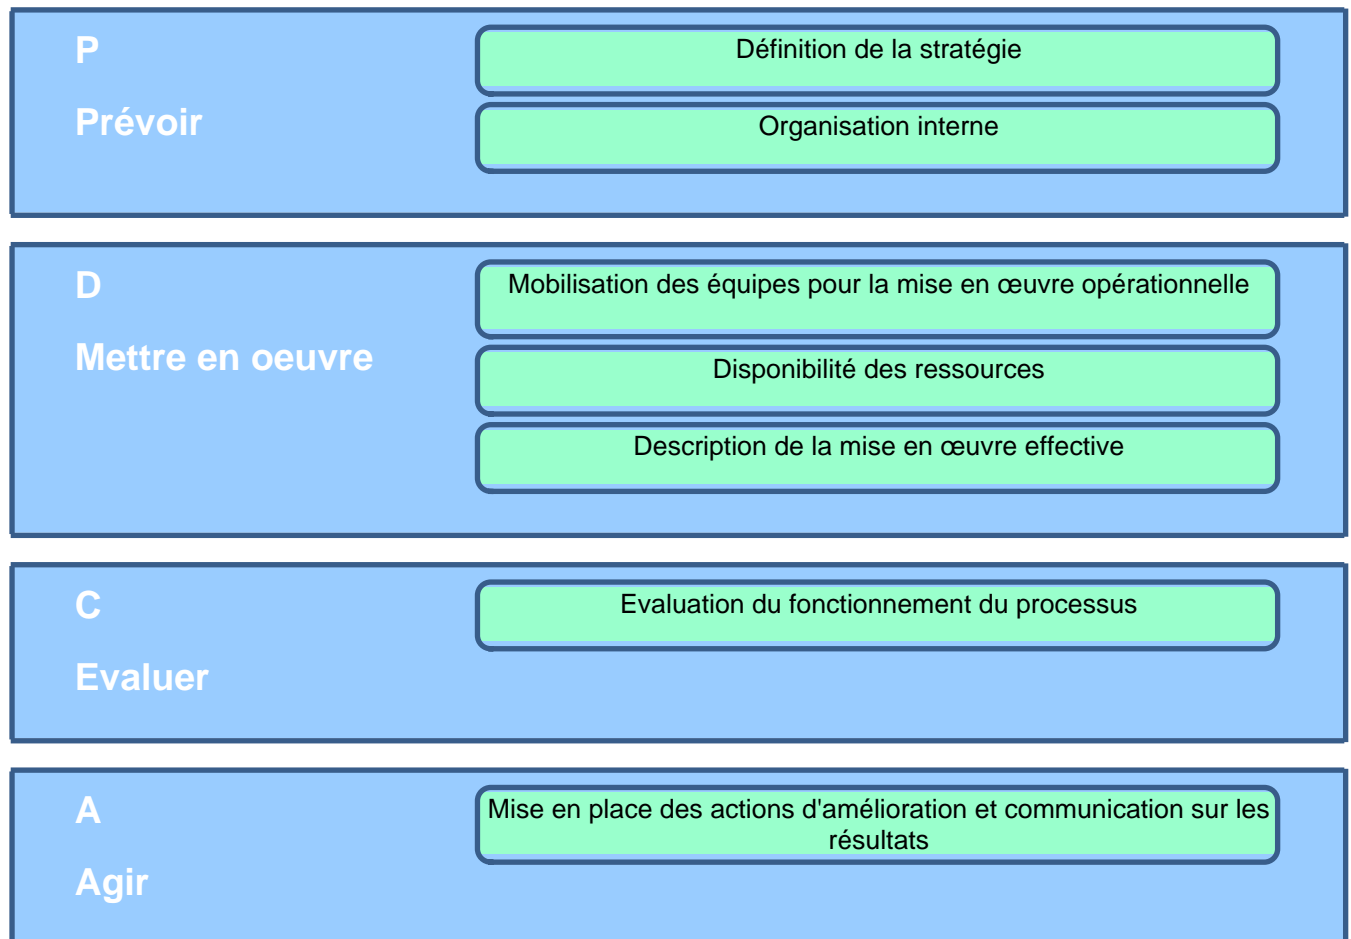 P
Prévoir
Définition de la stratégie
Organisation interne
D
Mettre en oeuvre
Mobilisation des équipes pour la mise en œuvre opérationnelle
Disponibilité des ressources
Description de la mise en œuvre effective
C
Evaluer
Evaluation du fonctionnement du processus
A
Agir
Mise en place des actions d'amélioration et communication sur les
résultats